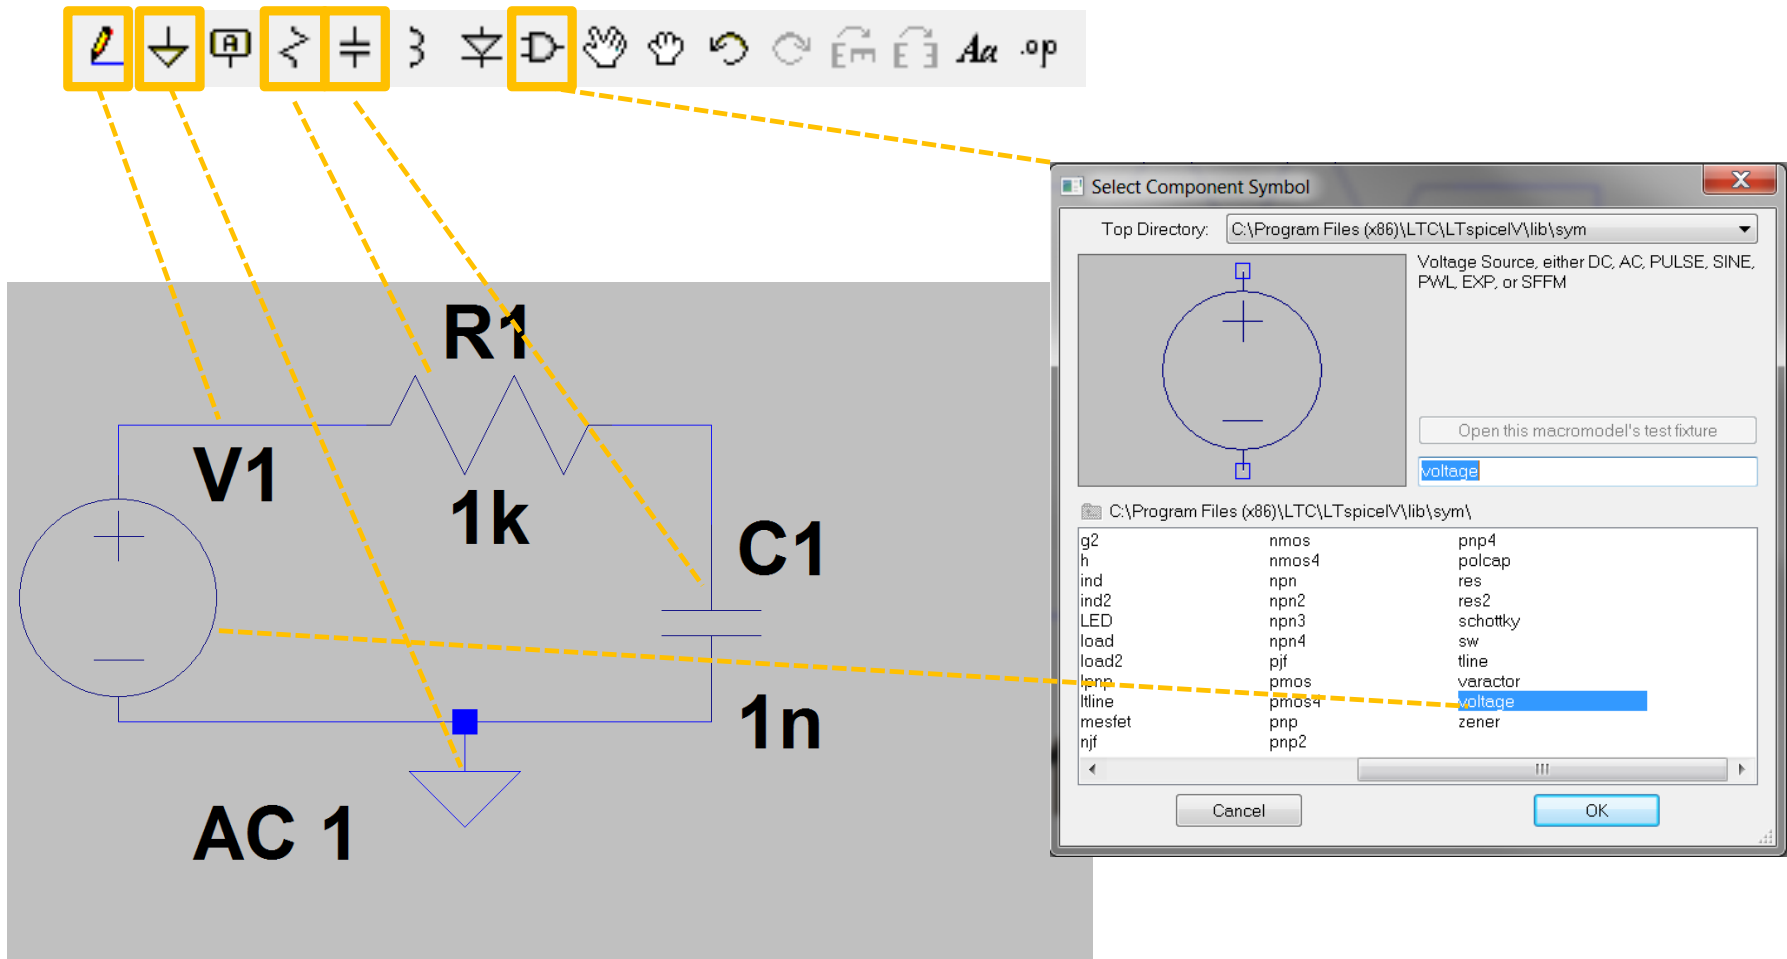 A
Aa
.op
Select Component Symbol
X
Top Directory:
C:\Program Files (x86)\LTC\LTspiceIV\lib\sym
Voltage Source, either DC, AC, PULSE, SINE,
PWL, EXP, or SFFM
Open this macromodel's test fixture
voltage
C:\Program Files (x86)\LTC\LTspiceIV\lib\sym\
g2 nmos pnp4
h nmos4 polcap
ind npn res
ind2 npn2 res2
LED npn3 schottky
load npn4 sw
load2 pjf tline
lpnp pmos varactor
ltline pmos4 voltage
mesfet pnp zener
njf pnp2
Cancel
OK
R1
V1
1k
C1
1n
AC 1